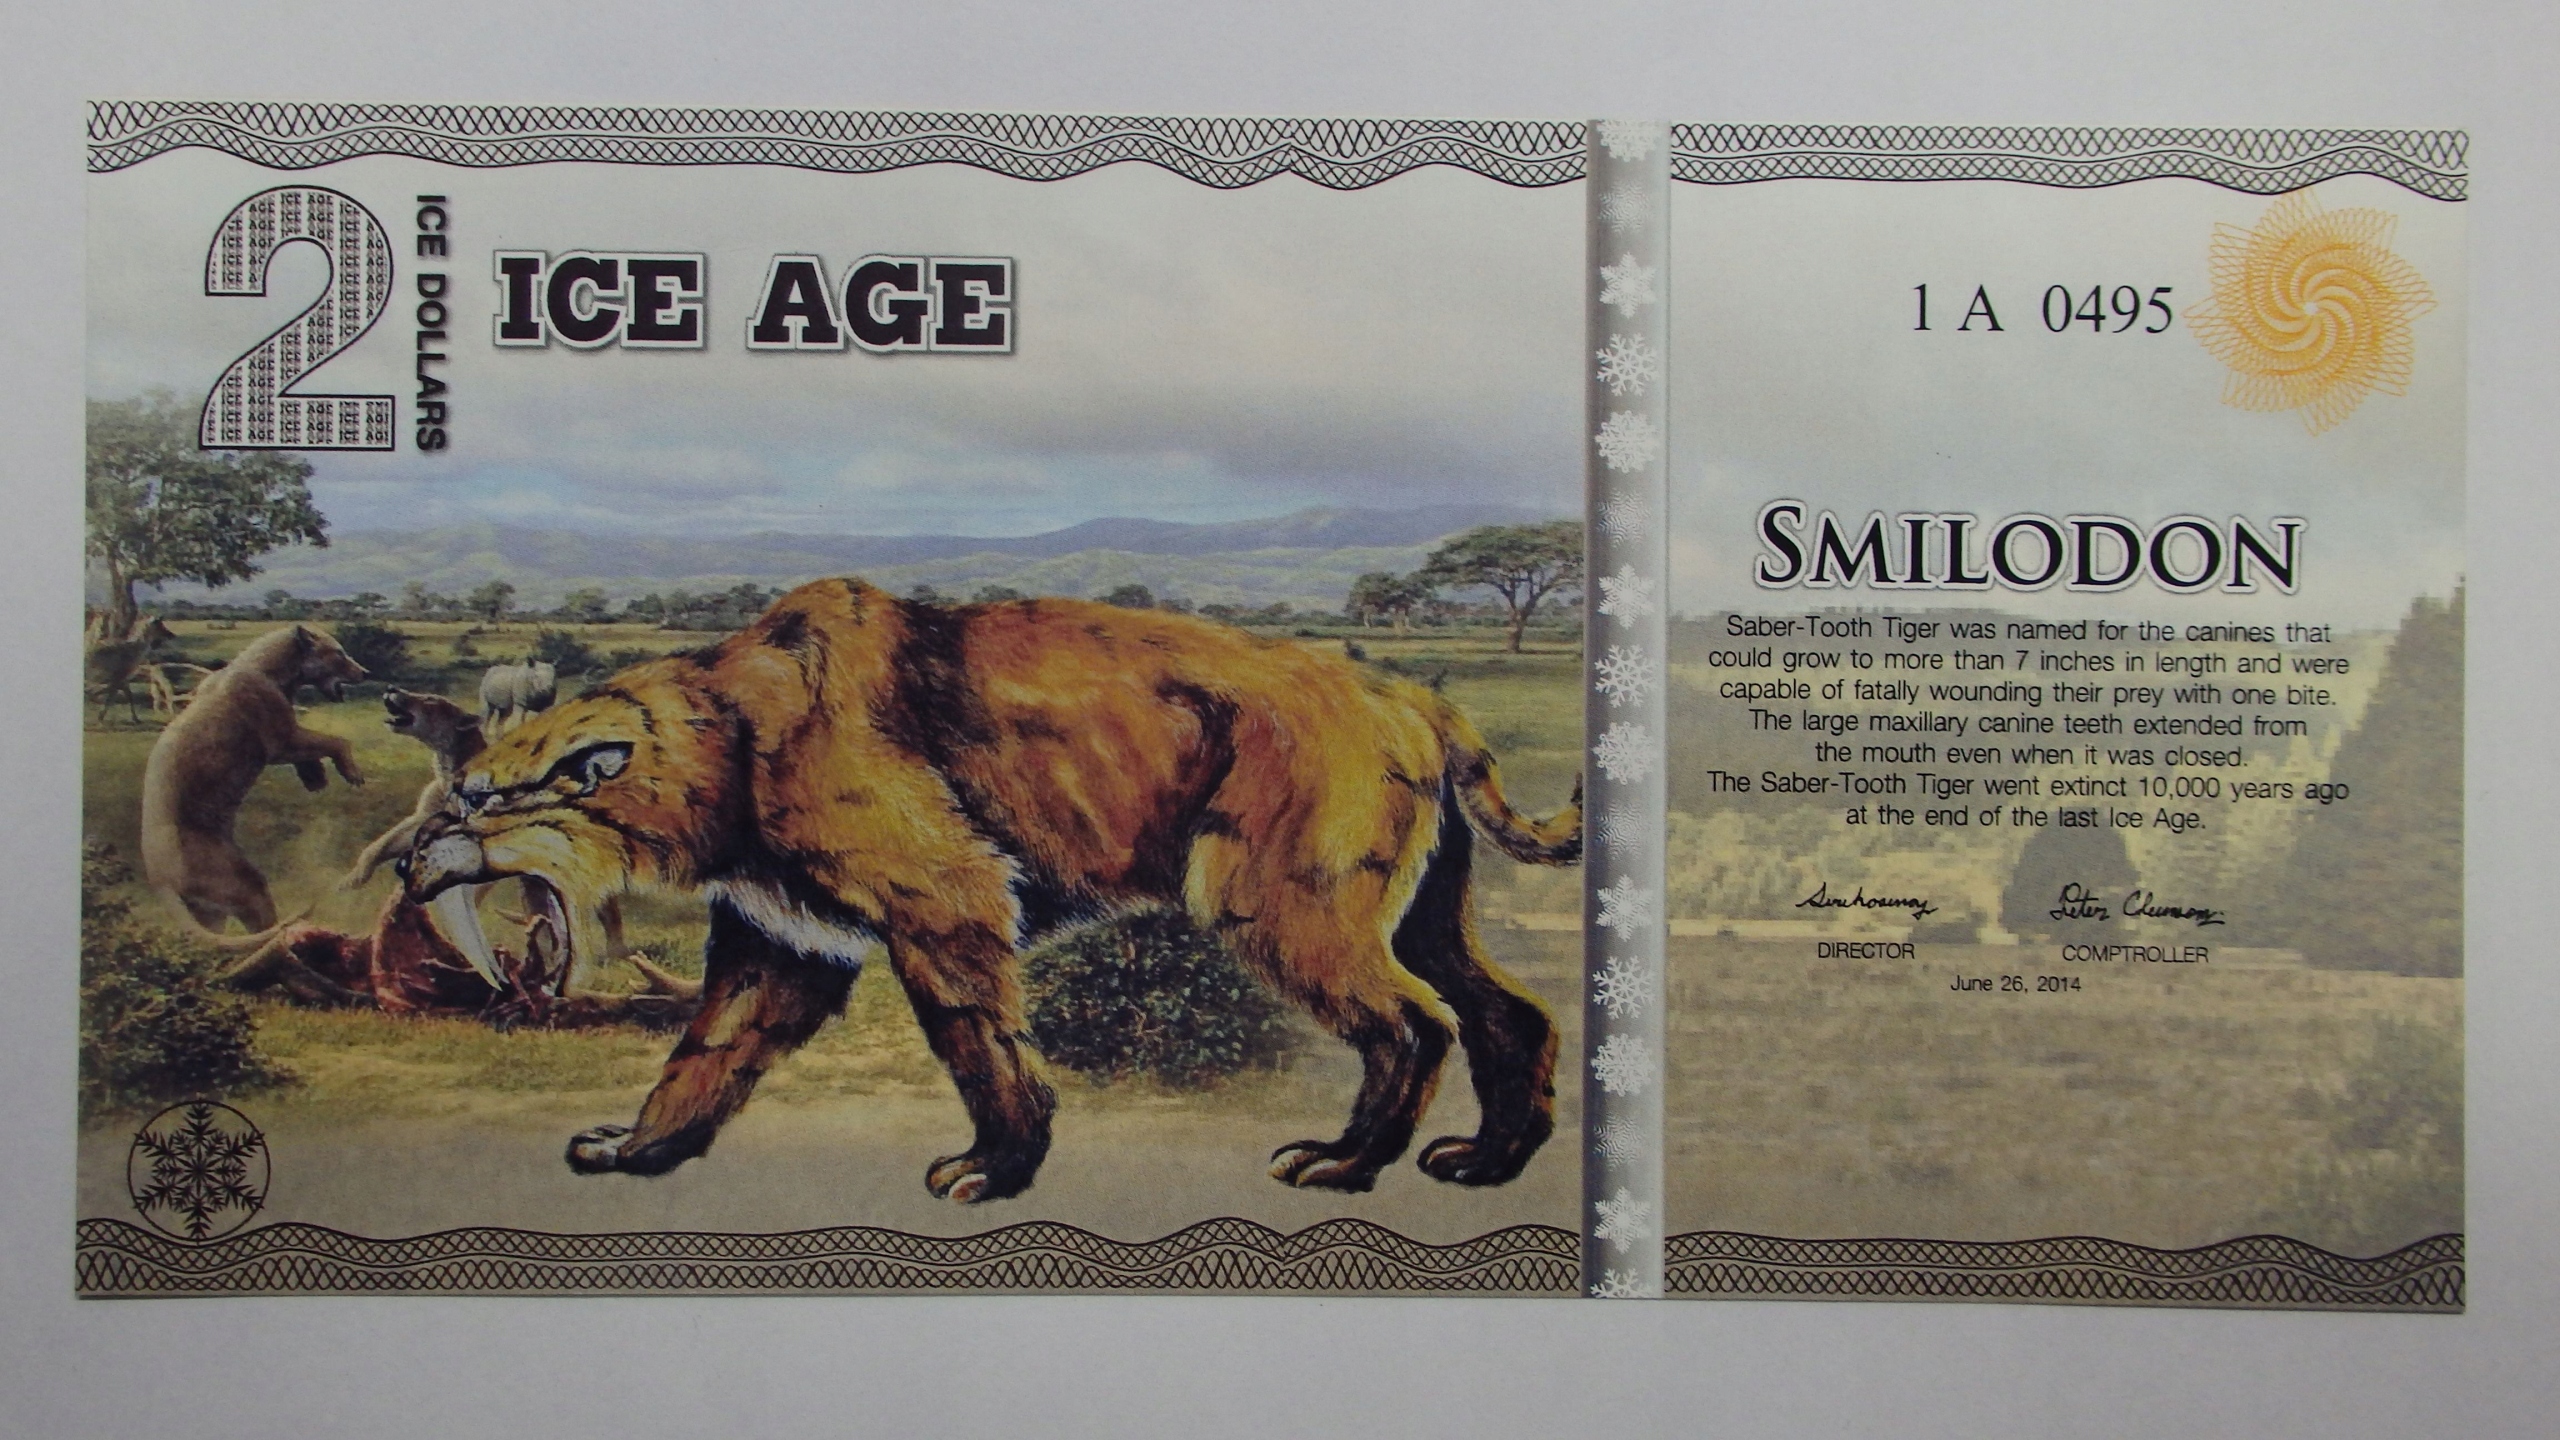 2
ICE DOLLARS
ICE AGE
1 A 0495
SMILODON
Saber-Tooth Tiger was named for the canines that
could grow to more than 7 inches in length and were
capable of fatally wounding their prey with one bite.
The large maxillary canine teeth extended from
the mouth even when it was closed.
The Saber-Tooth Tiger went extinct 10,000 years ago
at the end of the last Ice Age.
DIRECTOR
COMPTROLLER
June 26, 2014